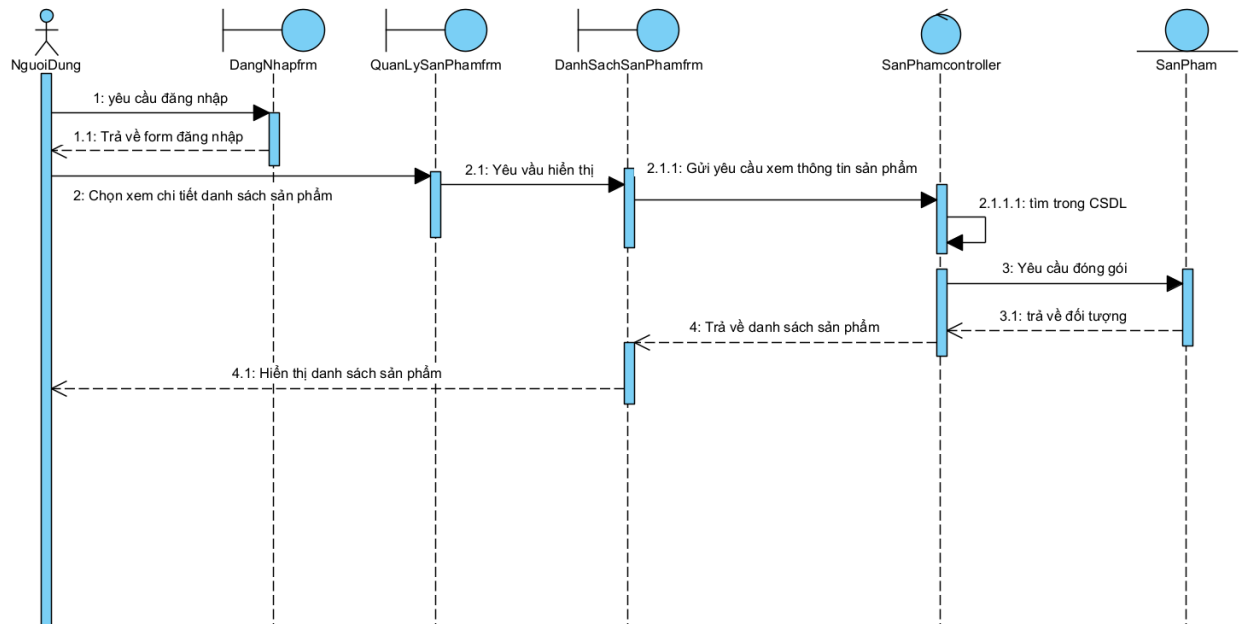 NguoiDung
DangNhapfrm
QuanLySanPhamfrm
DanhSachSanPhamfrm
SanPhamcontroller
SanPham
1: yêu cầu đăng nhập
1.1: Trả về form đăng nhập
2: Chọn xem chi tiết danh sách sản phẩm
2.1: Yêu vầu hiển thị
2.1.1: Gửi yêu cầu xem thông tin sản phẩm
2.1.1.1: tìm trong CSDL
3: Yêu cầu đóng gói
3.1: trả về đối tượng
4: Trả về danh sách sản phẩm
4.1: Hiển thị danh sách sản phẩm